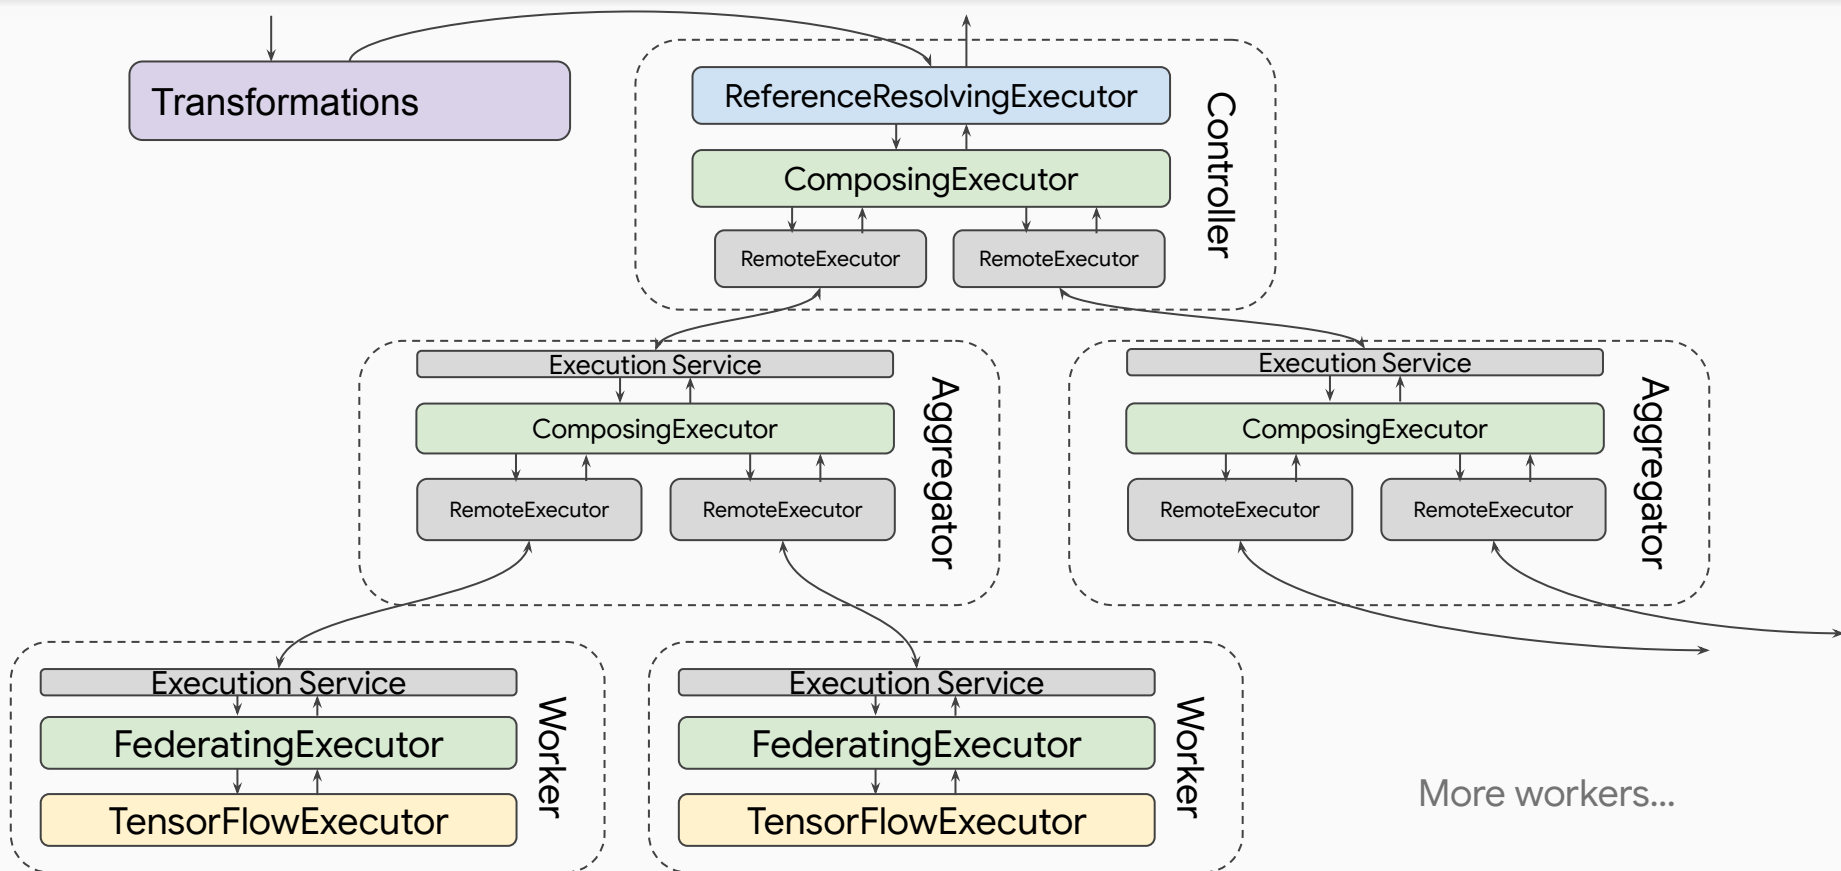 Transformations
ReferenceResolvingExecutor
ComposingExecutor
RemoteExecutor
RemoteExecutor
Controller
Execution Service
ComposingExecutor
RemoteExecutor
RemoteExecutor
Aggregator
Execution Service
ComposingExecutor
RemoteExecutor
RemoteExecutor
Aggregator
Execution Service
FederatingExecutor
TensorFlowExecutor
Worker
Execution Service
FederatingExecutor
TensorFlowExecutor
Worker
More workers...